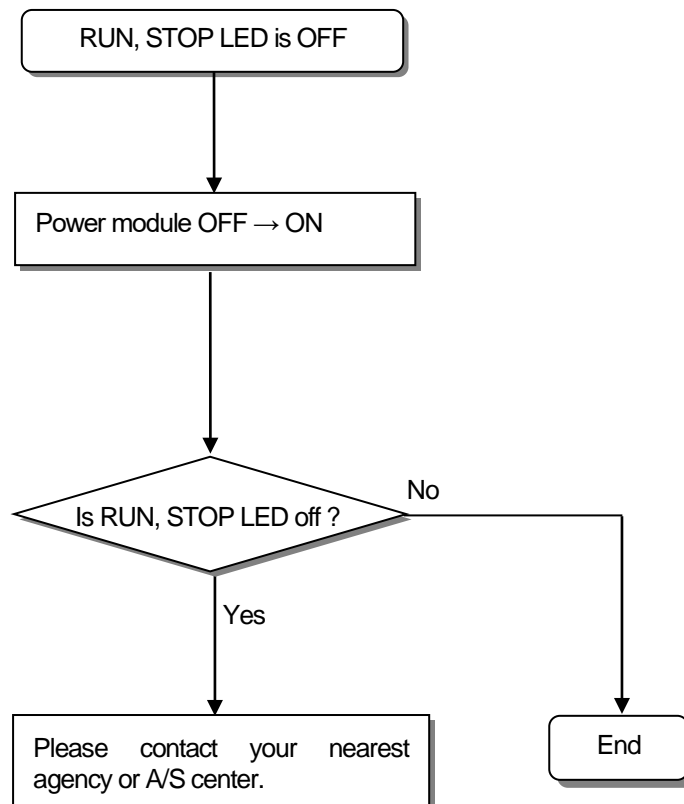 RUN, STOP LED is OFF
Power module OFF → ON
Is RUN, STOP LED off ?
No
Yes
Please contact your nearest
agency or A/S center.
End